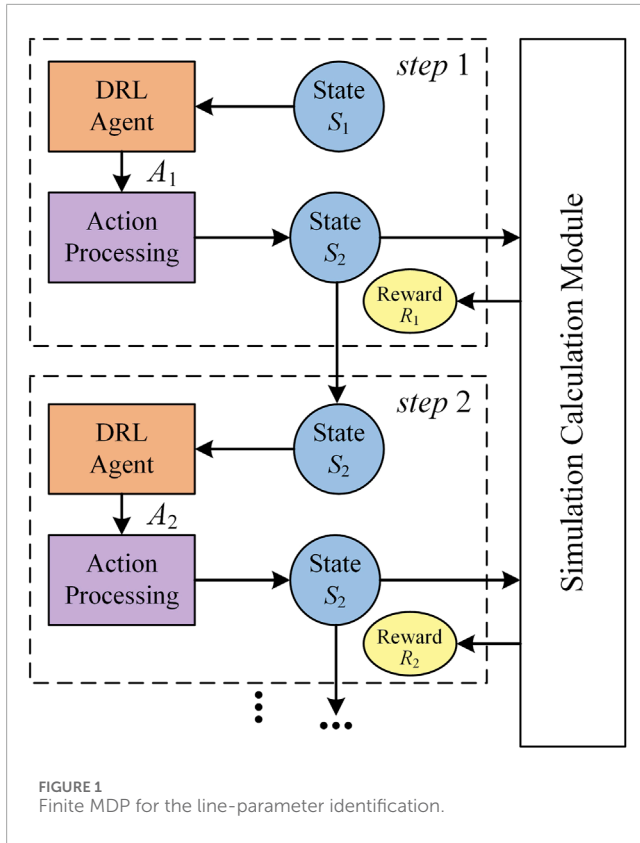 step 1
DRL
Agent
State
S₁
A₁
Action
Processing
State
S₂
Reward
R₁
step 2
DRL
Agent
State
S₂
A₂
Action
Processing
State
S₂
Reward
R₂
Simulation Calculation Module
FIGURE 1
Finite MDP for the line-parameter identification.